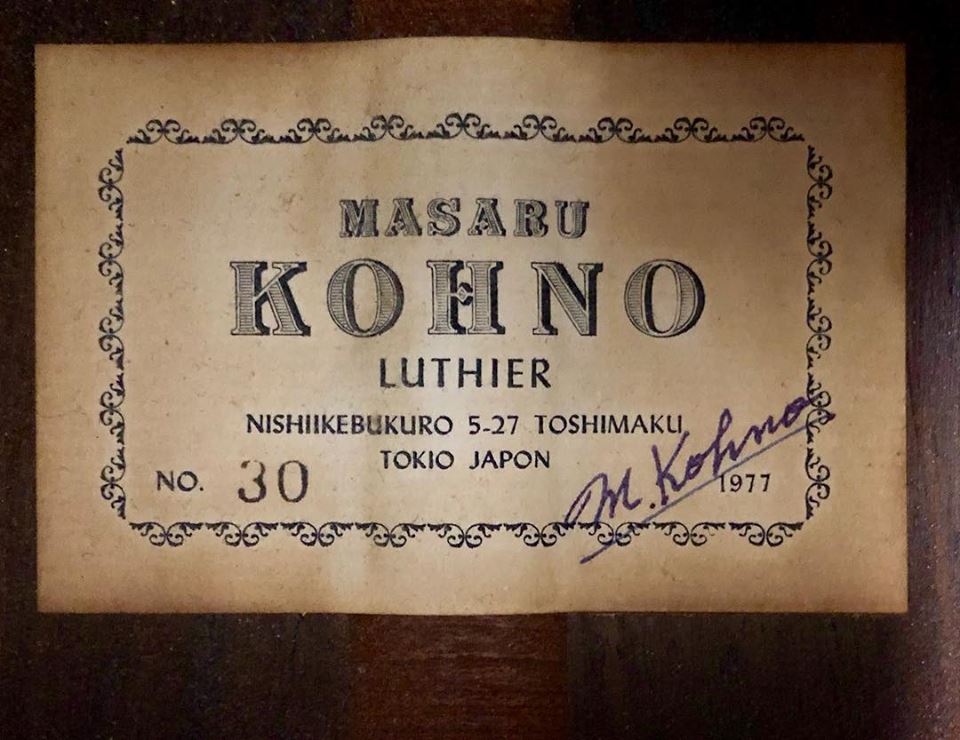 MASARU
KOHNO
LUTHIER
NISHIIKEBUKURO 5-27 TOSHIMAKU
TOKIO JAPON
NO. 30
M. Kohno
1977